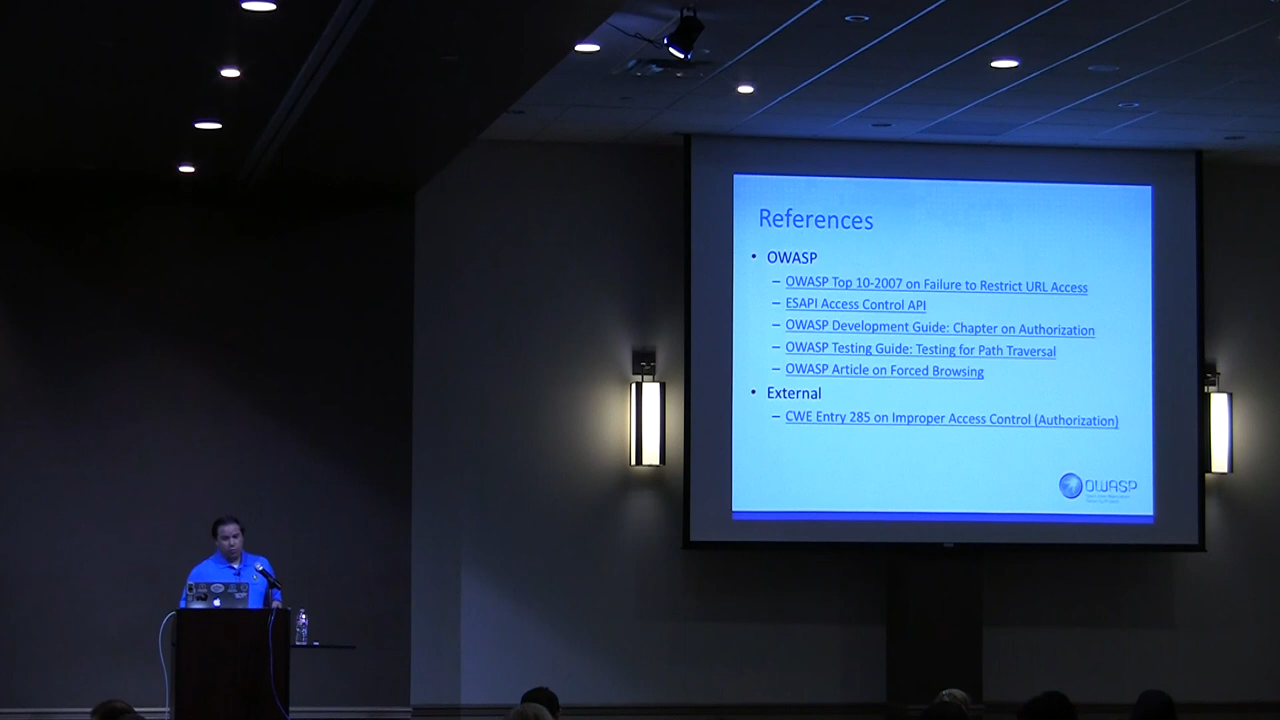 References
• OWASP
– OWASP Top 10-2007 on Failure to Restrict URL Access
– ESAPI Access Control API
– OWASP Development Guide: Chapter on Authorization
– OWASP Testing Guide: Testing for Path Traversal
– OWASP Article on Forced Browsing
• External
– CWE Entry 285 on Improper Access Control (Authorization)
OWASP